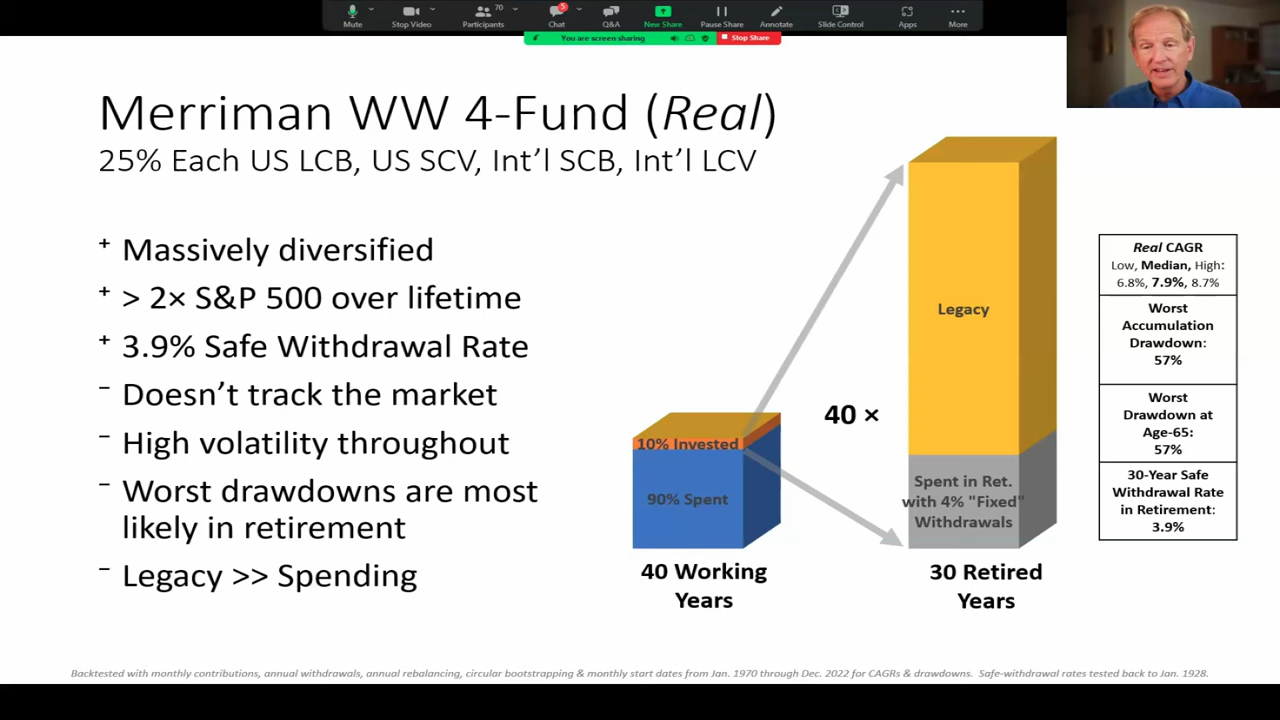 Mute
Stop Video
Participants
70
Chat
5
Q&A
New Share
Pause Share
Annotate
Slide Control
Apps
More
You are screen sharing
Stop Share
Merriman WW 4-Fund (Real)
25% Each US LCB, US SCV, Int'l SCB, Int'l LCV
+ Massively diversified
+ > 2× S&P 500 over lifetime
+ 3.9% Safe Withdrawal Rate
− Doesn't track the market
− High volatility throughout
− Worst drawdowns are most
likely in retirement
− Legacy >> Spending
10% Invested
90% Spent
40 Working
Years
40 ×
Legacy
Spent in Ret.
with 4% "Fixed"
Withdrawals
30 Retired
Years
Real CAGR
Low, Median, High:
6.8%, 7.9%, 8.7%
Worst
Accumulation
Drawdown:
57%
Worst
Drawdown at
Age-65:
57%
30-Year Safe
Withdrawal Rate
in Retirement:
3.9%
Backtested with monthly contributions, annual withdrawals, annual rebalancing, circular bootstrapping & monthly start dates from Jan. 1970 through Dec. 2022 for CAGRs & drawdowns. Safe-withdrawal rates tested back to Jan. 1928.